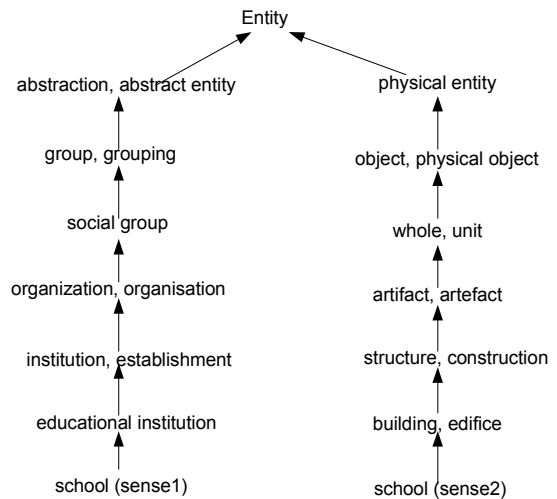 Entity
abstraction, abstract entity
physical entity
group, grouping
object, physical object
social group
whole, unit
organization, organisation
artifact, artefact
institution, establishment
structure, construction
educational institution
building, edifice
school (sense1)
school (sense2)